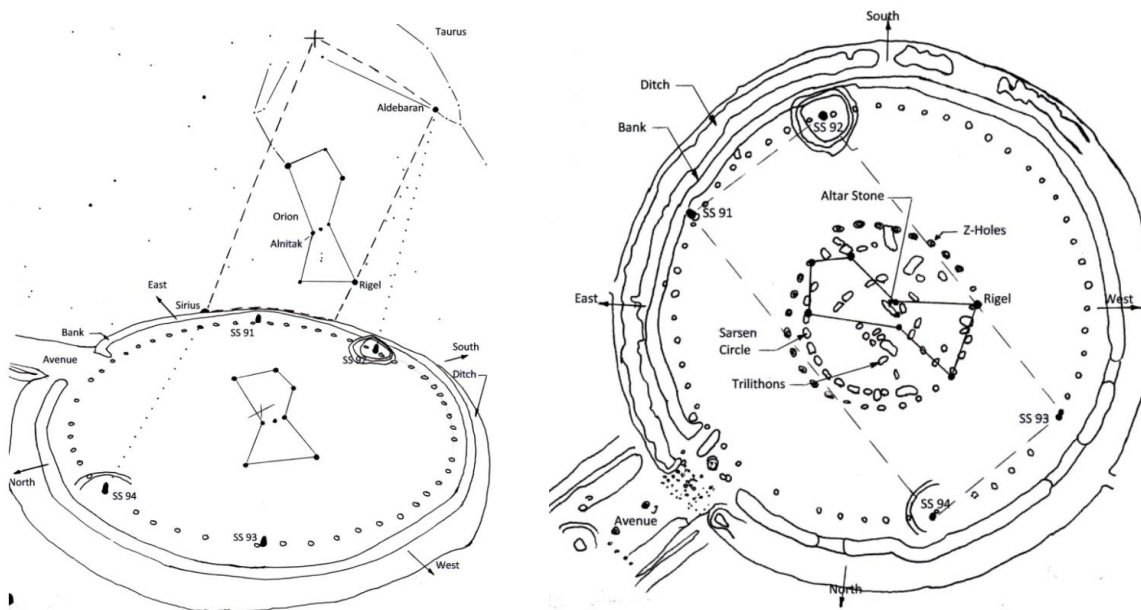 Taurus
Aldebaran
Orion
Alnitak
Rigel
East
Sirius
SS 91
Bank
Avenue
SS 92
South
Ditch
North
SS 94
SS 93
West
South
Ditch
SS 92
Bank
Altar Stone
SS 91
Z-Holes
East
Rigel
West
Sarsen
Circle
Trilithons
SS 93
SS 94
Avenue
North